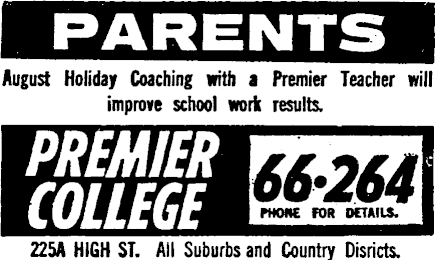 PARENTS
August Holiday Coaching with a Premier Teacher will
improve school work results.
PREMIER
COLLEGE
66·264
PHONE FOR DETAILS.
225A HIGH ST. All Suburbs and Country Disricts.